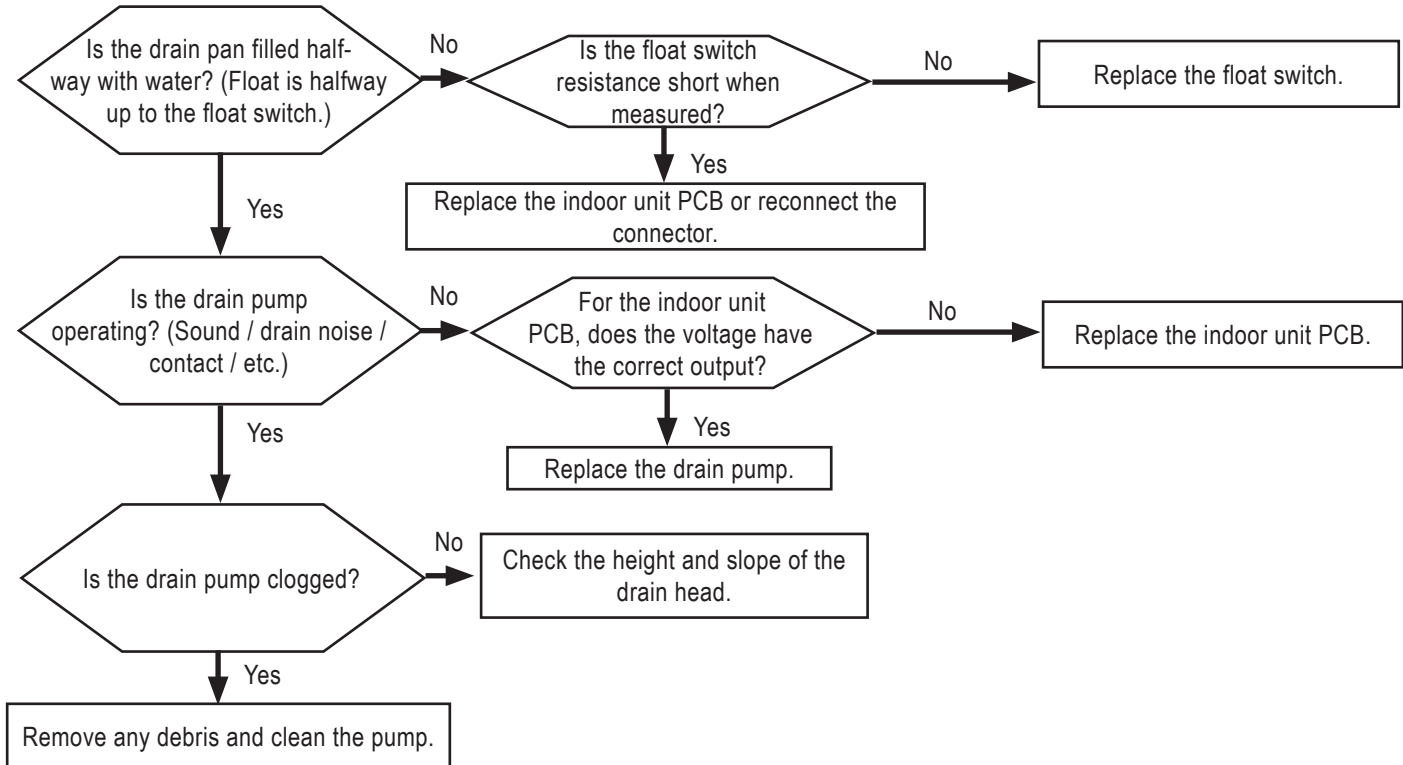 Is the drain pan filled half-
way with water? (Float is halfway
up to the float switch.)
No
Is the float switch
resistance short when
measured?
No
Replace the float switch.
Yes
Yes
Replace the indoor unit PCB or reconnect the
connector.
Is the drain pump
operating? (Sound / drain noise /
contact / etc.)
No
For the indoor unit
PCB, does the voltage have
the correct output?
No
Replace the indoor unit PCB.
Yes
Yes
Replace the drain pump.
Is the drain pump clogged?
No
Check the height and slope of the
drain head.
Yes
Remove any debris and clean the pump.